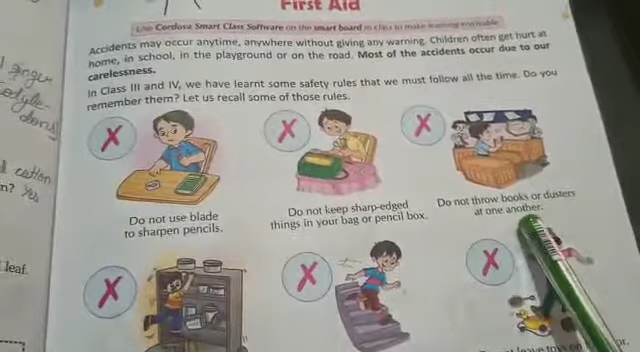 First Aid
Use Cordova Smart Class Software on the smart board in class to make learning enjoyable
Accidents may occur anytime, anywhere without giving any warning. Children often get hurt at
home, in school, in the playground or on the road. Most of the accidents occur due to our
carelessness.
In Class III and IV, we have learnt some safety rules that we must follow all the time. Do you
remember them? Let us recall some of those rules.
Do not use blade
to sharpen pencils.
Do not keep sharp-edged
things in your bag or pencil box.
Do not throw books or dusters
at one another.
n? Yes
leaf.
leave toys on